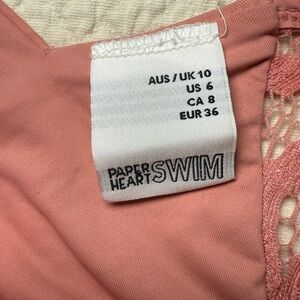 AUS / UK 10
US 6
CA 8
EUR 36
PAPER
HEART SWIM